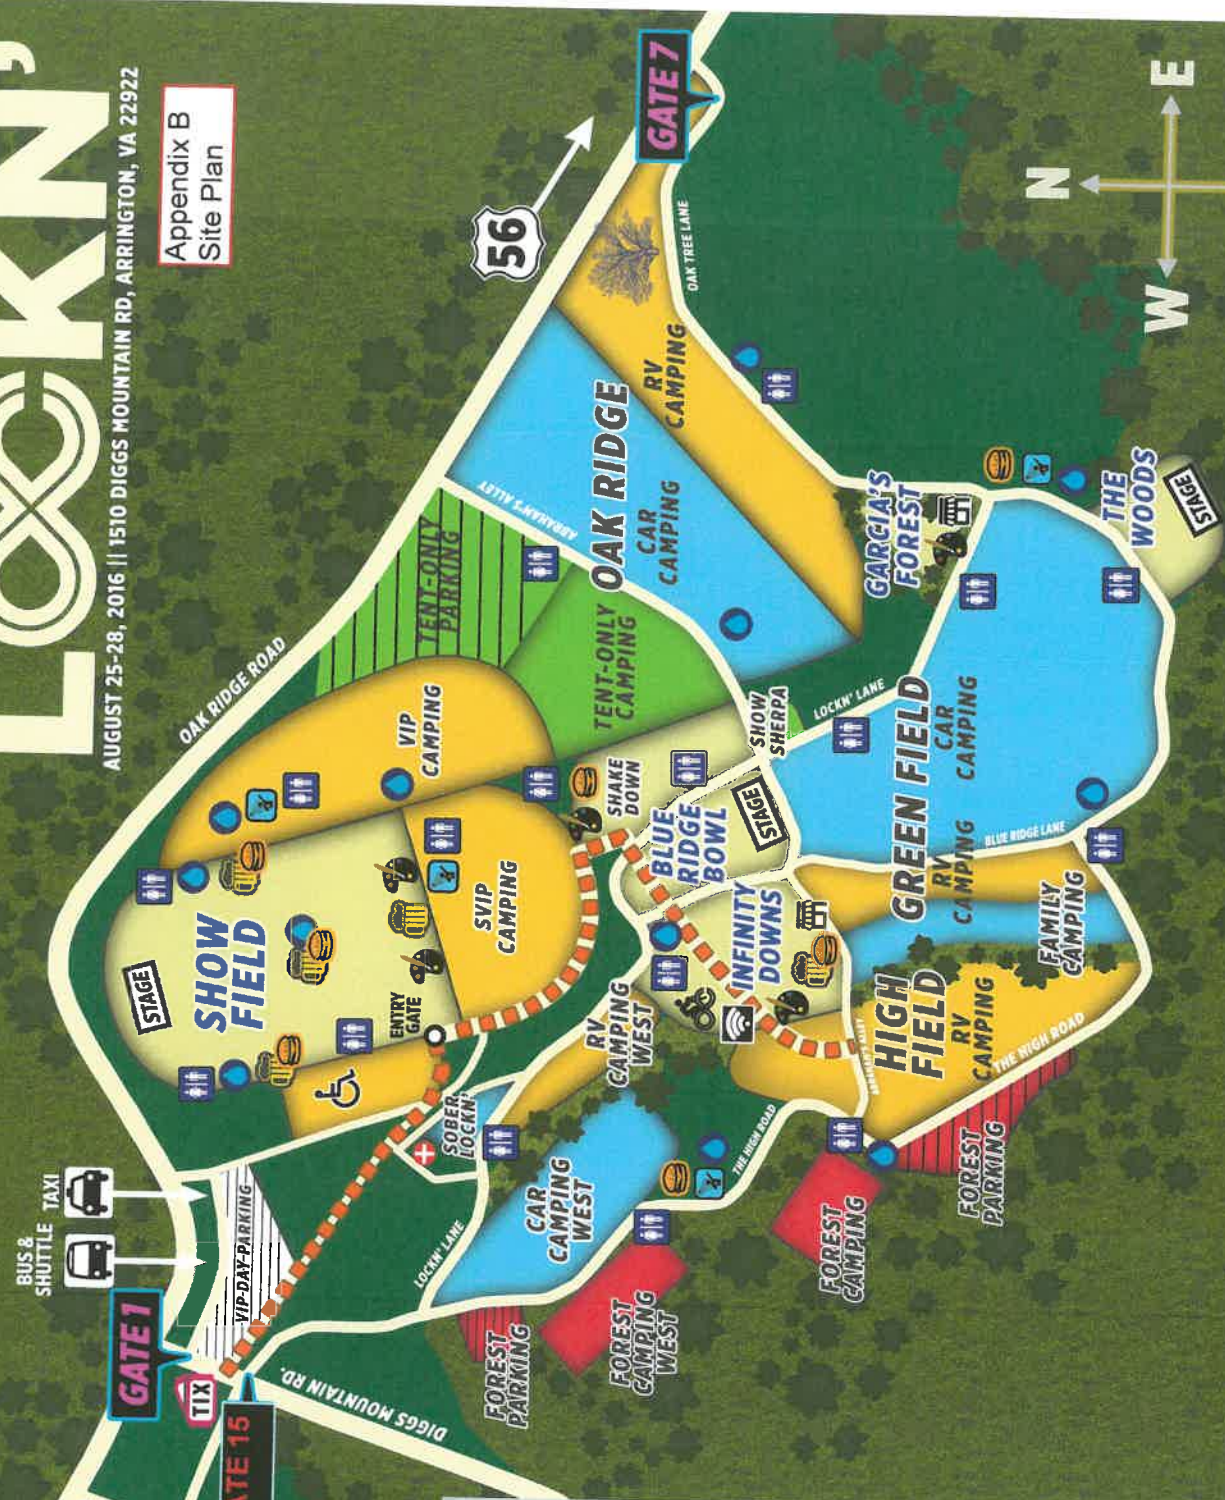 LOCKN'
AUGUST 25-28, 2016 || 1510 DIGGS MOUNTAIN RD, ARRINGTON, VA 22922
Appendix B
Site Plan
BUS &
SHUTTLE
TAXI
GATE 1
TIX
ATE 15
VIP-DAY-PARKING
DIGGS MOUNTAIN RD.
OAK RIDGE ROAD
STAGE
SHOW
FIELD
ENTRY
GATE
VIP
CAMPING
SVIP
CAMPING
TENT-ONLY
PARKING
TENT-ONLY
CAMPING
ABRAHAM'S ALLEY
56
GATE 7
OAK TREE LANE
OAK RIDGE
RV
CAMPING
CAR
CAMPING
GARCIA'S
FOREST
THE
WOODS
STAGE
LOCKN' LANE
SHOW
SHERPA
SHAKE
DOWN
BLUE
RIDGE
BOWL
STAGE
INFINITY
DOWNS
GREEN FIELD
CAR
CAMPING
RV
CAMPING
BLUE RIDGE LANE
FAMILY
CAMPING
HIGH
FIELD
RV
CAMPING
THE HIGH ROAD
ABRAHAM'S ALLEY
RV
CAMPING
WEST
SOBER
LOCKN'
LOCKN' LANE
CAR
CAMPING
WEST
THE HIGH ROAD
FOREST
PARKING
FOREST
CAMPING
WEST
FOREST
CAMPING
FOREST
PARKING
N
E
W